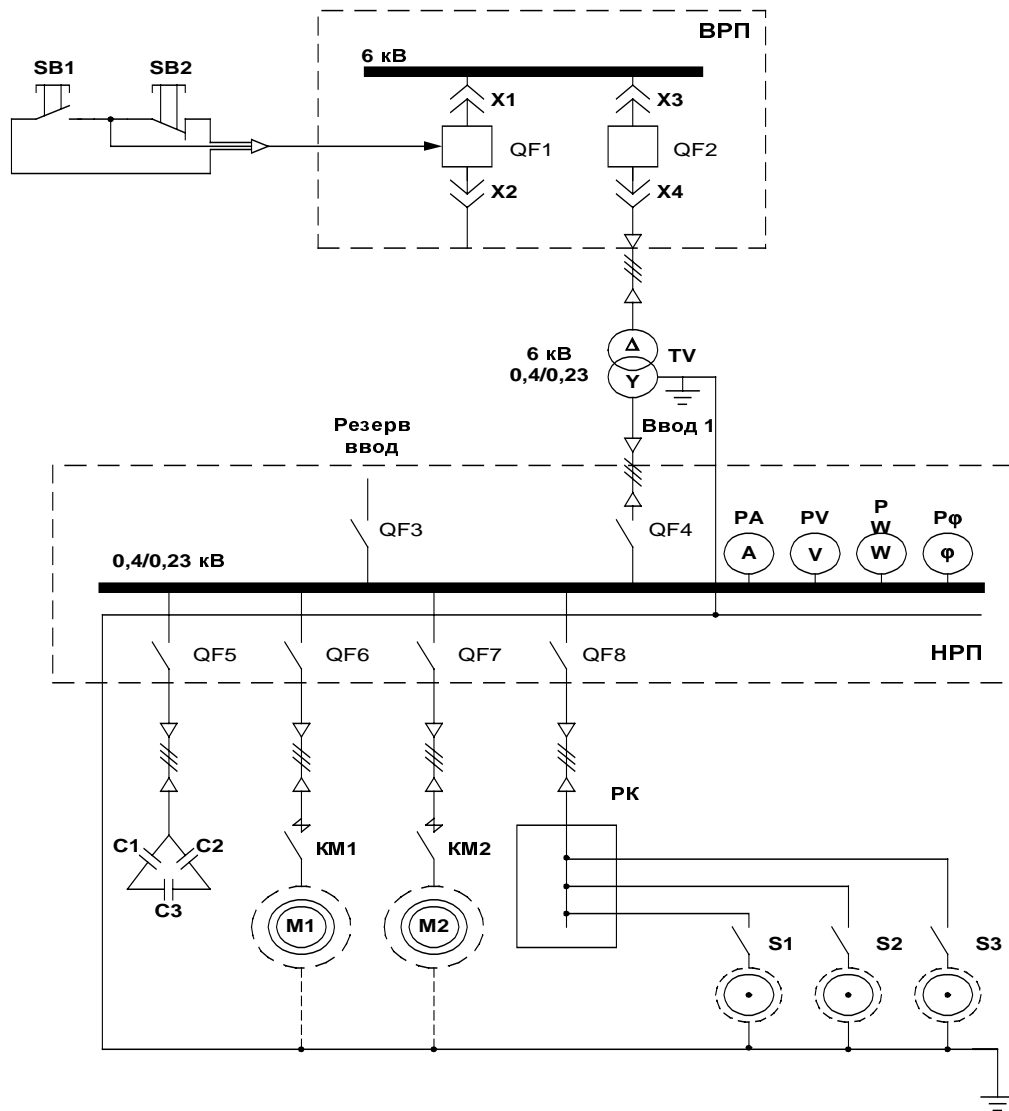 ВРП
6 кВ
SB1
SB2
X1
X3
QF1
QF2
X2
X4
Δ
Y
TV
6 кВ
0,4/0,23
Резерв
ввод
Ввод 1
QF3
QF4
PA
PV
P
W
Pφ
A
V
W
φ
0,4/0,23 кВ
QF5
QF6
QF7
QF8
НРП
РК
C1
C2
C3
КМ1
КМ2
M1
M2
S1
S2
S3